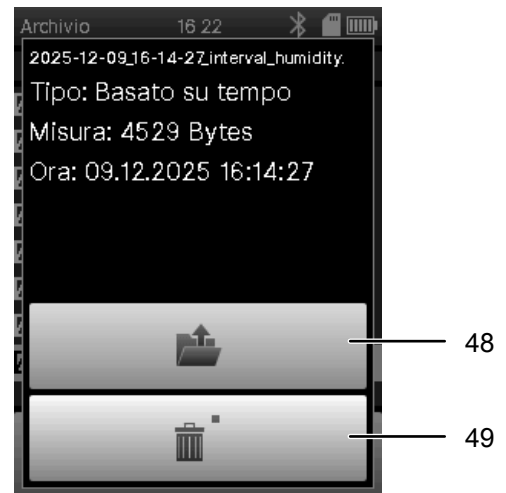 Archivio 16:22
2025-12-09_16-14-27_interval_humidity.
Tipo: Basato su tempo
Misura: 4529 Bytes
Ora: 09.12.2025 16:14:27
48
49